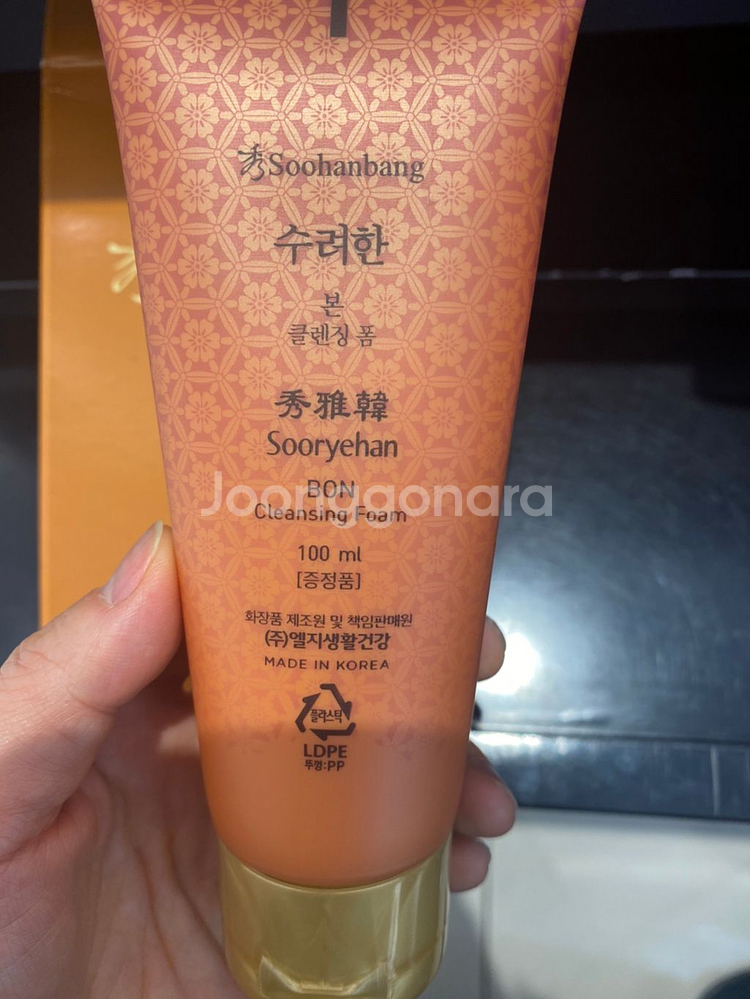 秀Soohanbang
수려한
본
클렌징 폼
秀雅韓
Sooryehan
BON
Cleansing Foam
Joonggonara
100 ml
[증정품]
화장품 제조원 및 책임판매원
(주)엘지생활건강
MADE IN KOREA
플라스틱
LDPE
뚜껑:PP